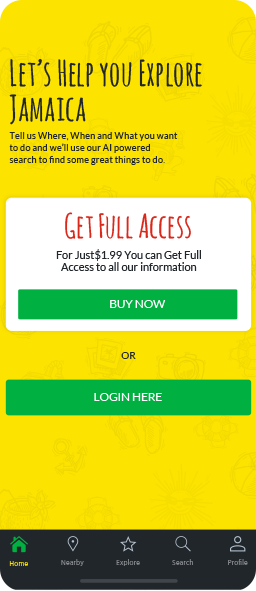 Let's Help you Explore
Jamaica
Tell us Where, When and What you want
to do and we'll use our AI powered
search to find some great things to do.
Get Full Access
For Just$1.99 You can Get Full
Access to all our information
BUY NOW
OR
LOGIN HERE
Home Nearby Explore Search Profile